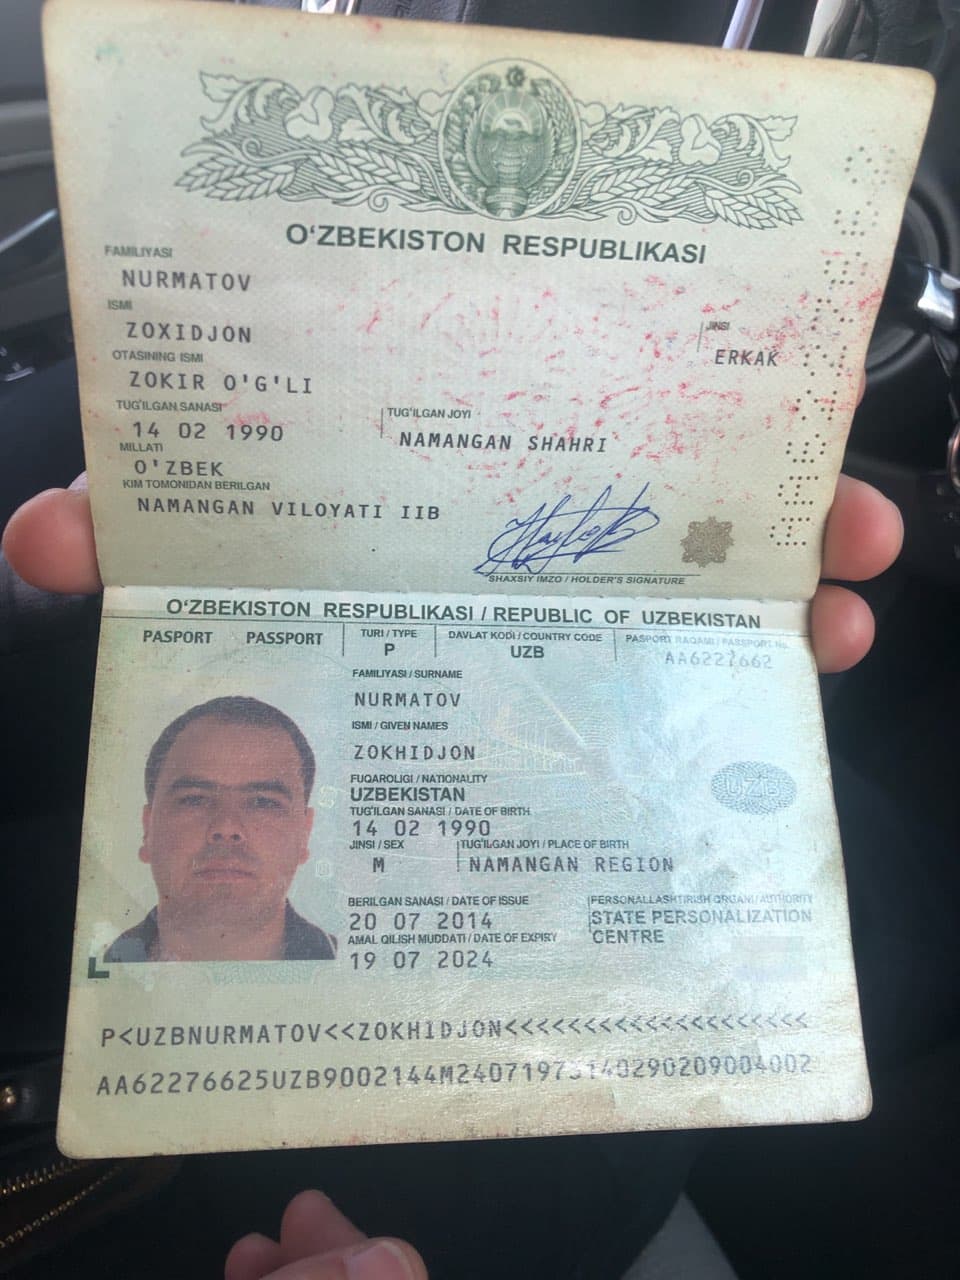 O‘ZBEKISTON RESPUBLIKASI
FAMILIYASI
NURMATOV
ISMI
ZOXIDJON
JINSI
ERKAK
OTASINING ISMI
ZOKIR O'G'LI
TUG‘ILGAN SANASI
14 02 1990
TUG‘ILGAN JOYI
NAMANGAN SHAHRI
MILLATI
O'ZBEK
KIM TOMONIDAN BERILGAN
NAMANGAN VILOYATI IIB
SHAXSIY IMZO / HOLDER'S SIGNATURE
O‘ZBEKISTON RESPUBLIKASI / REPUBLIC OF UZBEKISTAN
PASPORT PASSPORT
TURI / TYPE
P
DAVLAT KODI / COUNTRY CODE
UZB
PASPORT RAQAMI / PASSPORT No.
AA6227662
FAMILIYASI / SURNAME
NURMATOV
ISMI / GIVEN NAMES
ZOKHIDJON
FUQAROLIGI / NATIONALITY
UZBEKISTAN
UZB
TUG‘ILGAN SANASI / DATE OF BIRTH
14 02 1990
JINSI / SEX
M
TUG‘ILGAN JOYI / PLACE OF BIRTH
NAMANGAN REGION
BERILGAN SANASI / DATE OF ISSUE
20 07 2014
PERSONALLASHTIRISH ORGANI / AUTHORITY
STATE PERSONALIZATION
CENTRE
AMAL QILISH MUDDATI / DATE OF EXPIRY
19 07 2024
P<UZBNURMATOV<<ZOKHIDJON<<<<<<<<<<<<<<<<<<<<